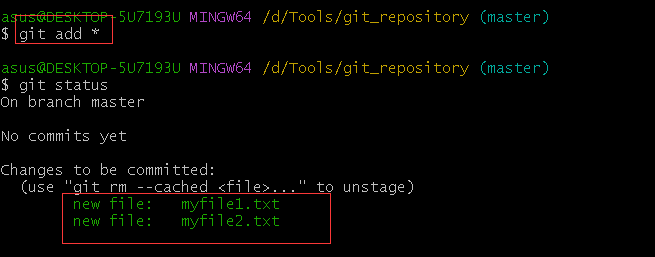 asus@DESKTOP-5U7193U MINGW64 /d/Tools/git_repository (master)
$ git add *
asus@DESKTOP-5U7193U MINGW64 /d/Tools/git_repository (master)
$ git status
On branch master
No commits yet
Changes to be committed:
  (use "git rm --cached <file>..." to unstage)
        new file:   myfile1.txt
        new file:   myfile2.txt